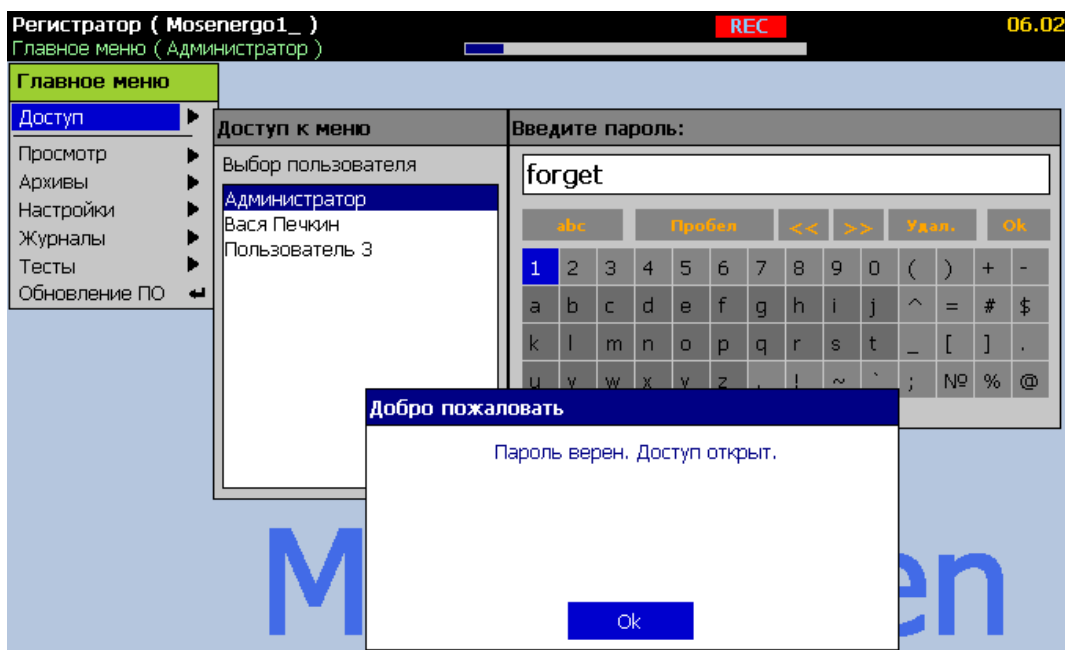 Регистратор ( Mosenergo1_ )
REC
06.02
Главное меню ( Администратор )
Главное меню
Доступ
Просмотр
Архивы
Настройки
Журналы
Тесты
Обновление ПО
Доступ к меню
Выбор пользователя
Администратор
Вася Печкин
Пользователь 3
Введите пароль:
forget
abc Пробел << >> Удал. Ok
1 2 3 4 5 6 7 8 9 0 ( ) + -
a b c d e f g h i j ^ = # $
k l m n o p q r s t _ [ ] .
u v w x y z , ! ~ ` ; № % @
Добро пожаловать
Пароль верен. Доступ открыт.
Ok